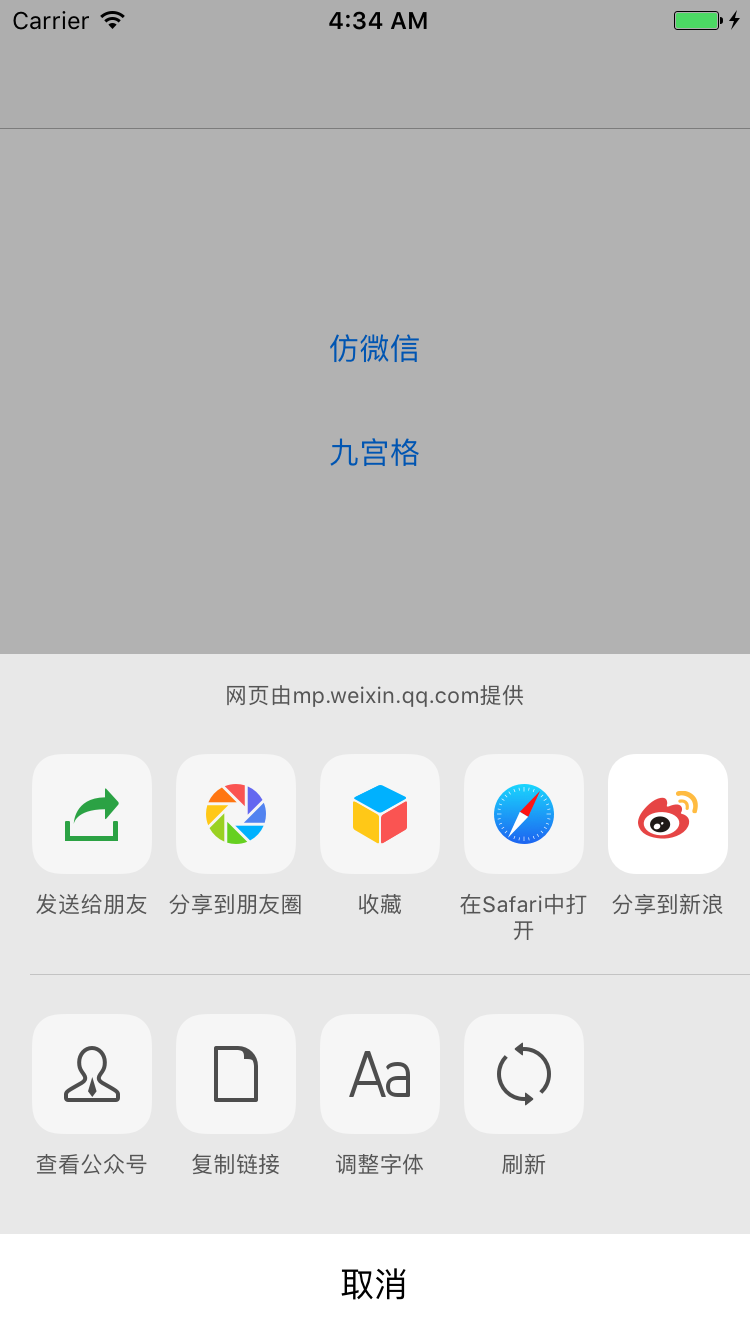 Carrier 4:34 AM
仿微信
九宫格
网页由mp.weixin.qq.com提供
发送给朋友 分享到朋友圈 收藏 在Safari中打 分享到新浪
开
Aa
查看公众号 复制链接 调整字体 刷新
取消